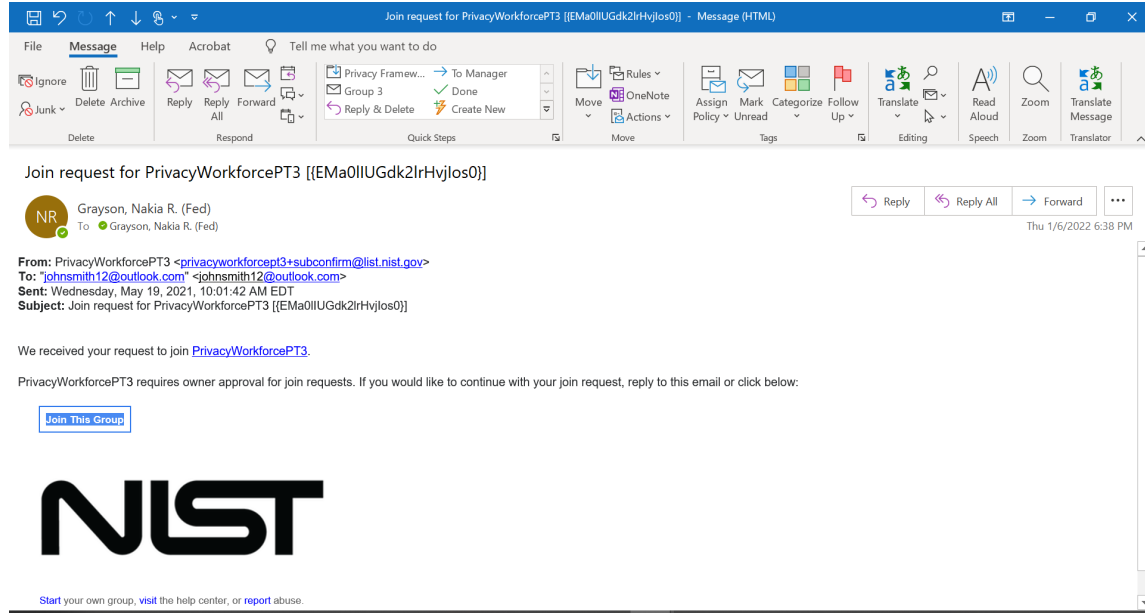 Join request for PrivacyWorkforcePT3 [{EMa0lIUGdk2lrHvjIos0}] - Message (HTML)
File Message Help Acrobat Tell me what you want to do
Ignore
Junk
Delete Archive
Delete
Reply Reply All Forward
Respond
Privacy Framew... To Manager
Group 3 Done
Reply & Delete Create New
Quick Steps
Move
Rules
OneNote
Actions
Move
Assign Policy Mark Unread Categorize Follow Up
Tags
Translate
Editing
Read Aloud
Speech
Zoom
Zoom
Translate Message
Translator
Join request for PrivacyWorkforcePT3 [{EMa0lIUGdk2lrHvjIos0}]
NR
Grayson, Nakia R. (Fed)
To Grayson, Nakia R. (Fed)
Reply Reply All Forward
Thu 1/6/2022 6:38 PM
From: PrivacyWorkforcePT3 <privacyworkforcept3+subconfirm@list.nist.gov>
To: "johnsmith12@outlook.com" <johnsmith12@outlook.com>
Sent: Wednesday, May 19, 2021, 10:01:42 AM EDT
Subject: Join request for PrivacyWorkforcePT3 [{EMa0lIUGdk2IrHvjIos0}]
We received your request to join PrivacyWorkforcePT3.
PrivacyWorkforcePT3 requires owner approval for join requests. If you would like to continue with your join request, reply to this email or click below:
Join This Group
NIST
Start your own group, visit the help center, or report abuse.